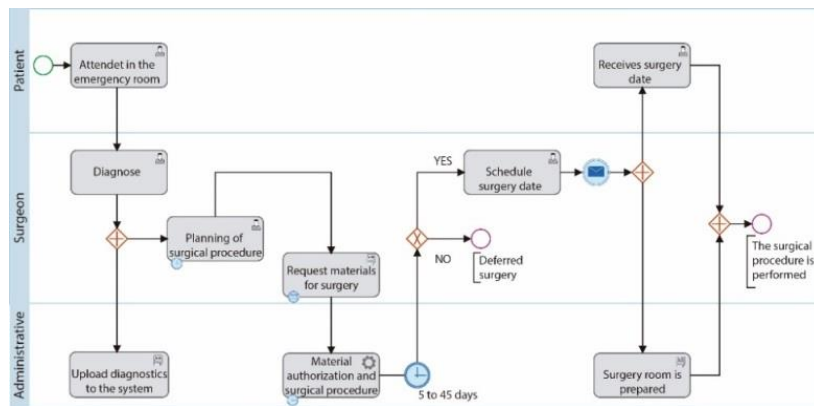 Patient
Attendet in the
emergency room
Receives surgery
date
Surgeon
Diagnose
Planning of
surgical procedure
Request materials
for surgery
YES
NO
Deferred
surgery
Schedule
surgery date
The surgical
procedure is
performed
Administrative
Upload diagnostics
to the system
Material
authorization and
surgical procedure
5 to 45 days
Surgery room is
prepared